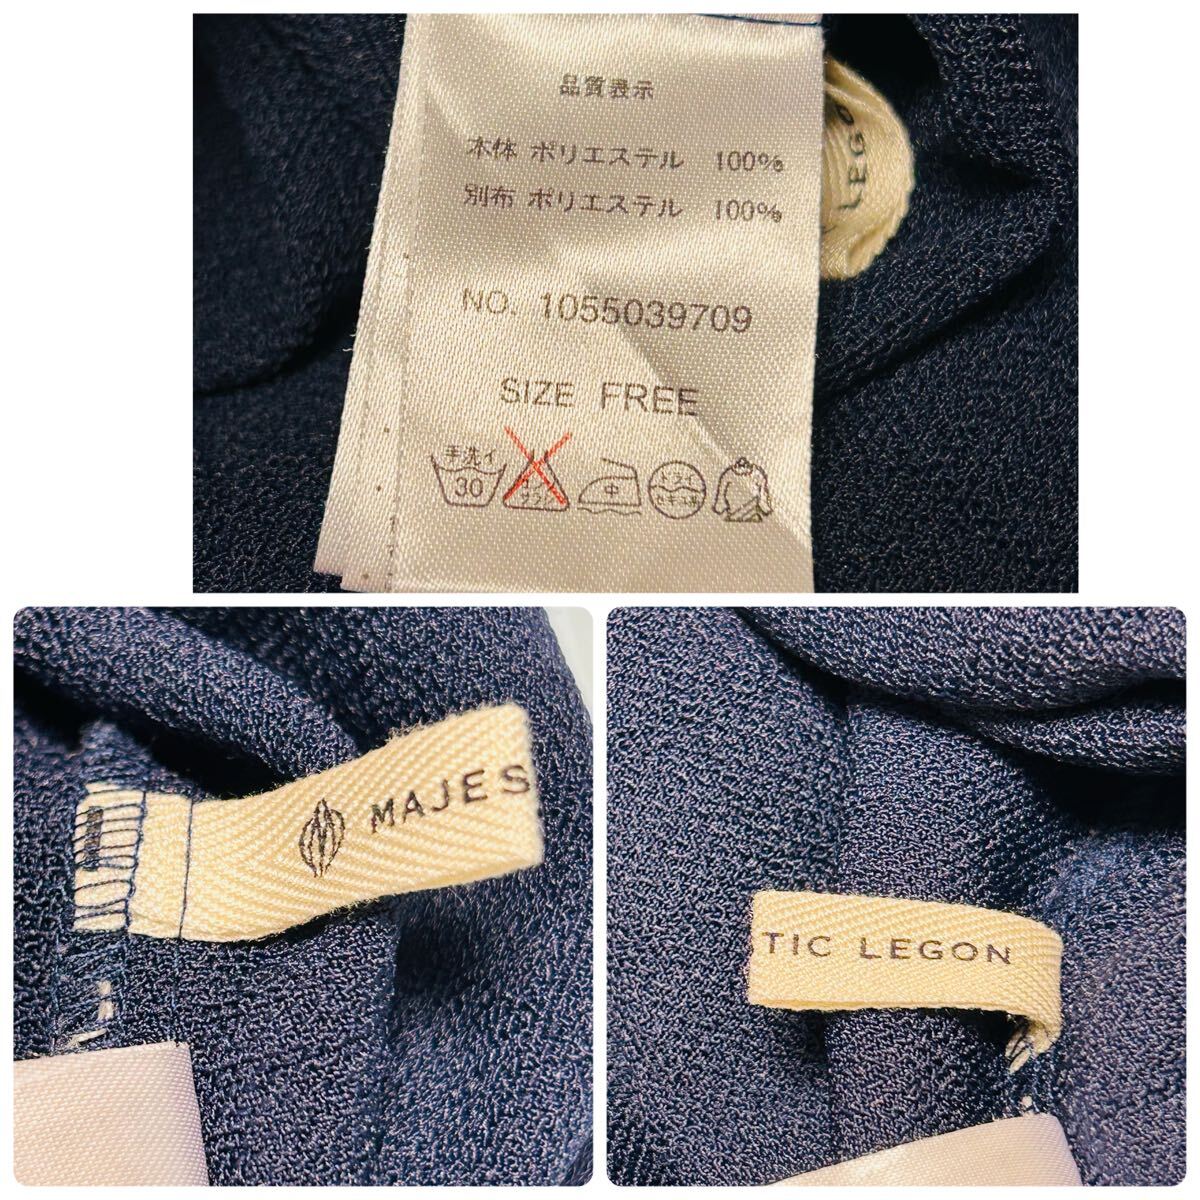 品質表示
本体 ポリエステル 100%
別布 ポリエステル 100%
NO. 1055039709
SIZE FREE
手洗イ
30
中
LEGO
MAJES
TIC LEGON